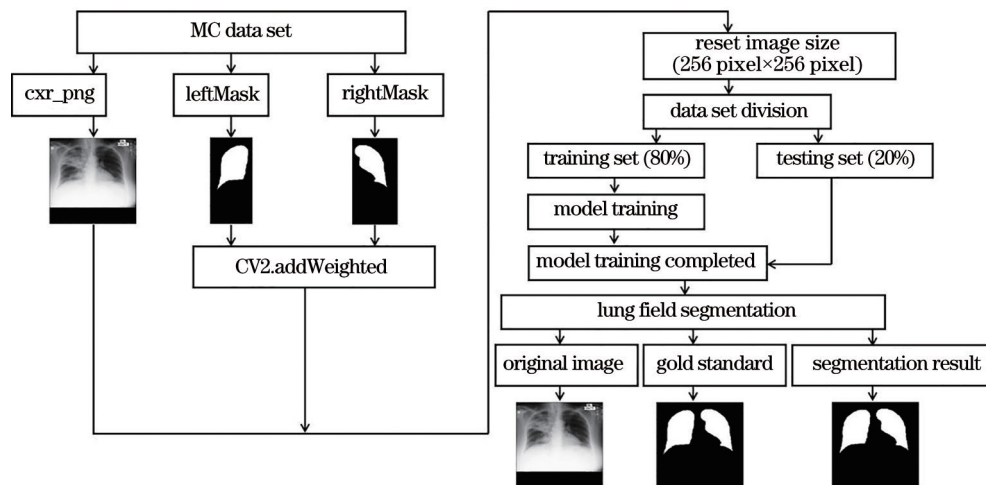 MC data set
cxr_png
leftMask
rightMask
CV2.addWeighted
reset image size
(256 pixel×256 pixel)
data set division
training set (80%)
testing set (20%)
model training
model training completed
lung field segmentation
original image
gold standard
segmentation result